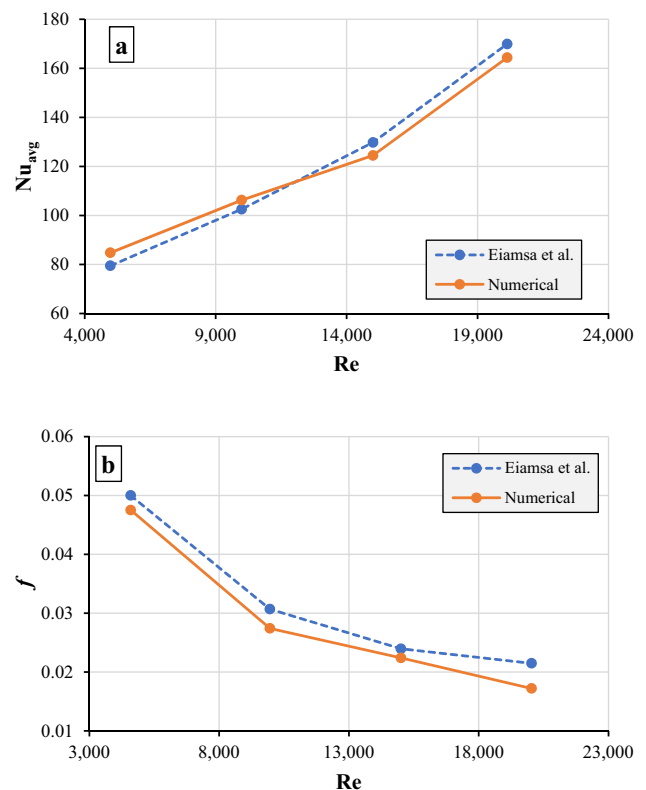 180
a
160
140
120
100
80
60
Nu_avg
Eiamsa et al.
Numerical
4,000 9,000 14,000 19,000 24,000
Re
0.06
b
0.05
0.04
0.03
0.02
0.01
f
Eiamsa et al.
Numerical
3,000 8,000 13,000 18,000 23,000
Re